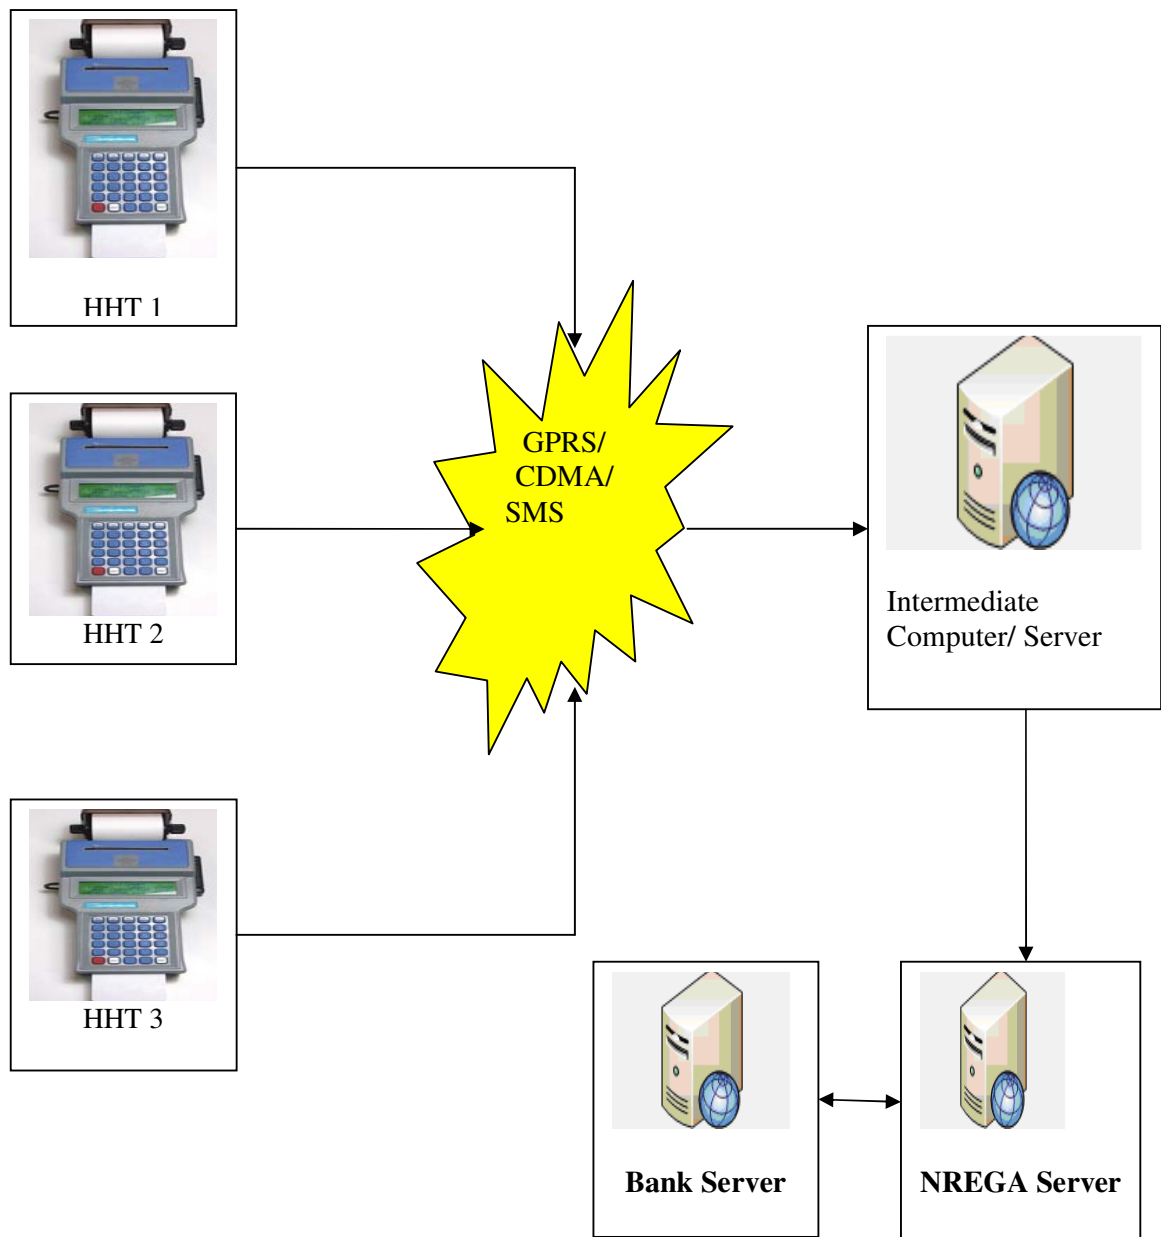 HHT 1
GPRS/
CDMA/
SMS
HHT 2
Intermediate
Computer/ Server
HHT 3
Bank Server
NREGA Server